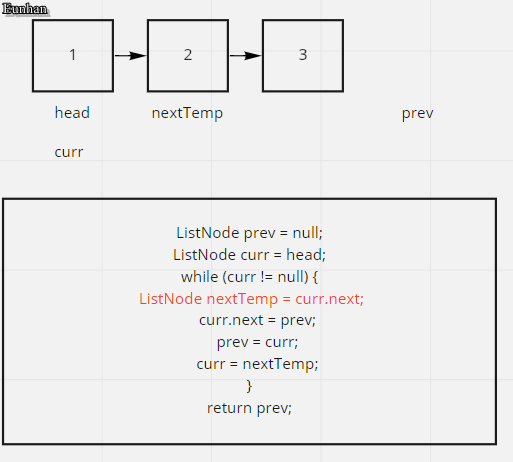 Eunhan
1 2 3
head nextTemp prev
curr
ListNode prev = null;
ListNode curr = head;
while (curr != null) {
ListNode nextTemp = curr.next;
curr.next = prev;
prev = curr;
curr = nextTemp;
}
return prev;